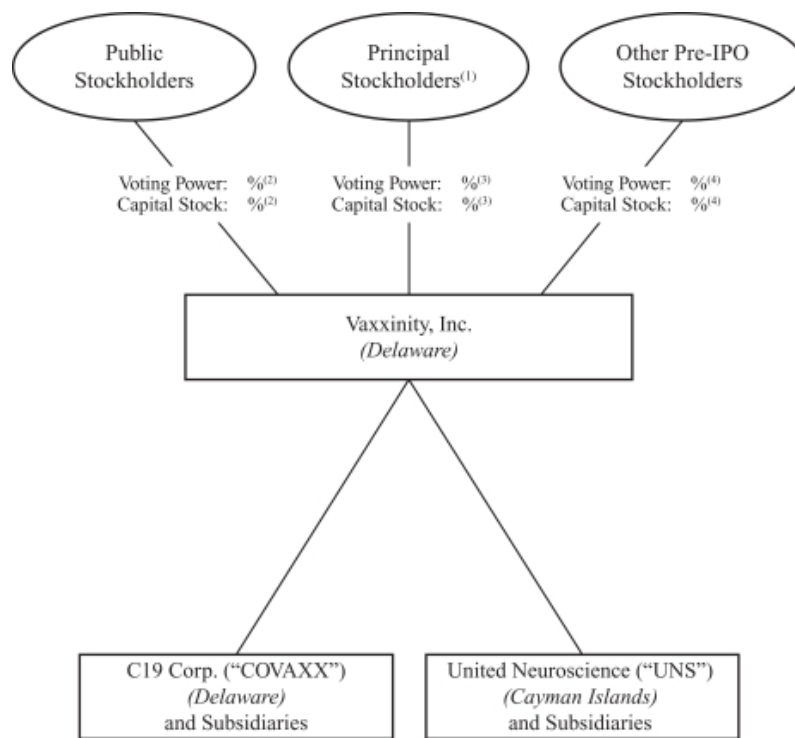 Public
Stockholders
Principal
Stockholders(1)
Other Pre-IPO
Stockholders
Voting Power: %(2)
Capital Stock: %(2)
Voting Power: %(3)
Capital Stock: %(3)
Voting Power: %(4)
Capital Stock: %(4)
Vaxxinity, Inc.
(Delaware)
C19 Corp. (“COVAXX”)
(Delaware)
and Subsidiaries
United Neuroscience (“UNS”)
(Cayman Islands)
and Subsidiaries